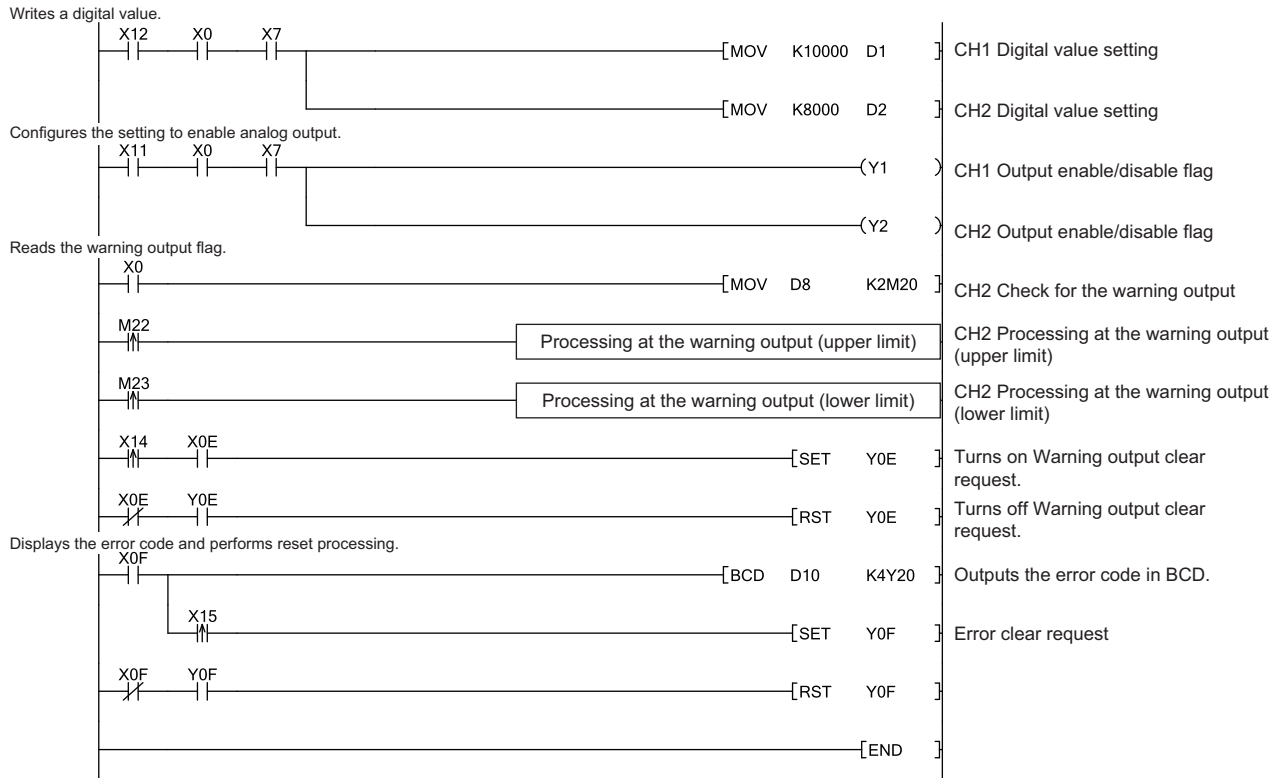 Writes a digital value.
X12 X0 X7
MOV K10000 D1 CH1 Digital value setting
MOV K8000 D2 CH2 Digital value setting
Configures the setting to enable analog output.
X11 X0 X7
Y1 CH1 Output enable/disable flag
Y2 CH2 Output enable/disable flag
Reads the warning output flag.
X0
MOV D8 K2M20 CH2 Check for the warning output
M22
Processing at the warning output (upper limit) CH2 Processing at the warning output
(upper limit)
M23
Processing at the warning output (lower limit) CH2 Processing at the warning output
(lower limit)
X14 X0E
SET Y0E Turns on Warning output clear
request.
X0E Y0E
RST Y0E Turns off Warning output clear
request.
Displays the error code and performs reset processing.
X0F
BCD D10 K4Y20 Outputs the error code in BCD.
X15
SET Y0F Error clear request
X0F Y0F
RST Y0F
END